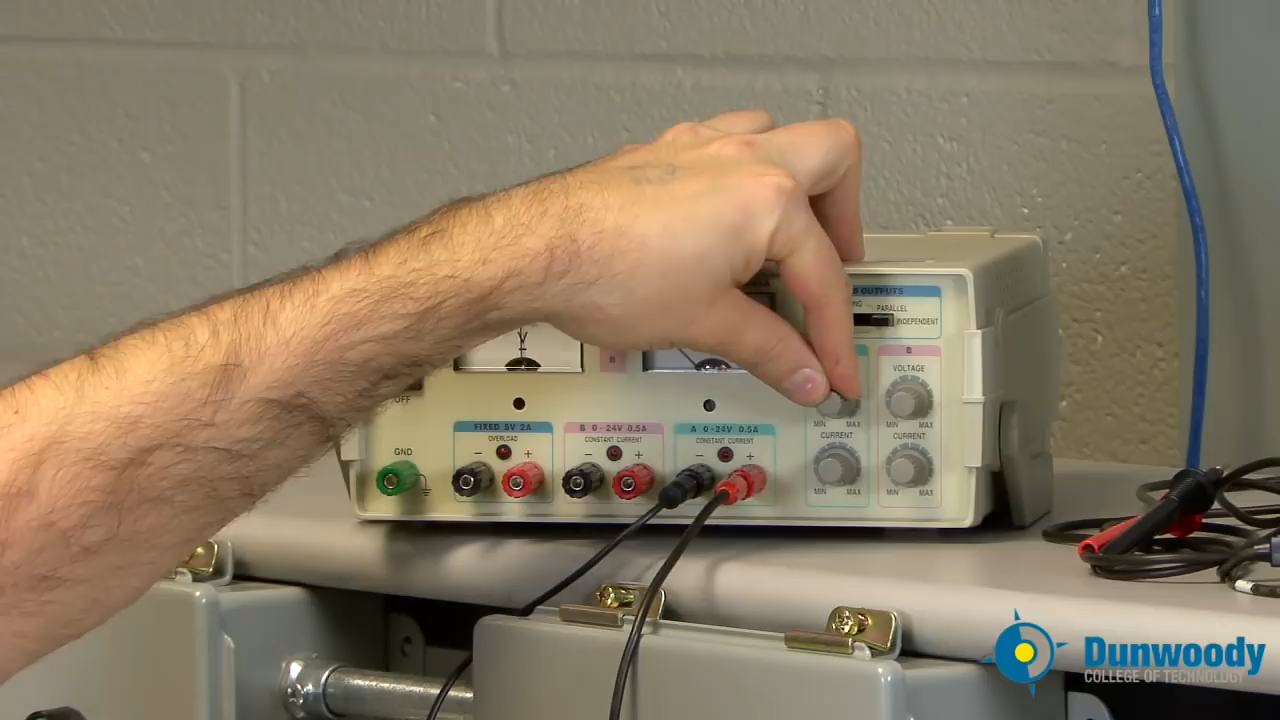 B OUTPUTS
PARALLEL
INDEPENDENT
B
V
B
VOLTAGE
OFF
MIN MAX MIN MAX
FIXED 5V 2A
B 0-24V 0.5A
A 0-24V 0.5A
OVERLOAD
CONSTANT CURRENT
CONSTANT CURRENT
CURRENT
CURRENT
GND
- +
- +
- +
MIN MAX MIN MAX
Dunwoody
COLLEGE OF TECHNOLOGY